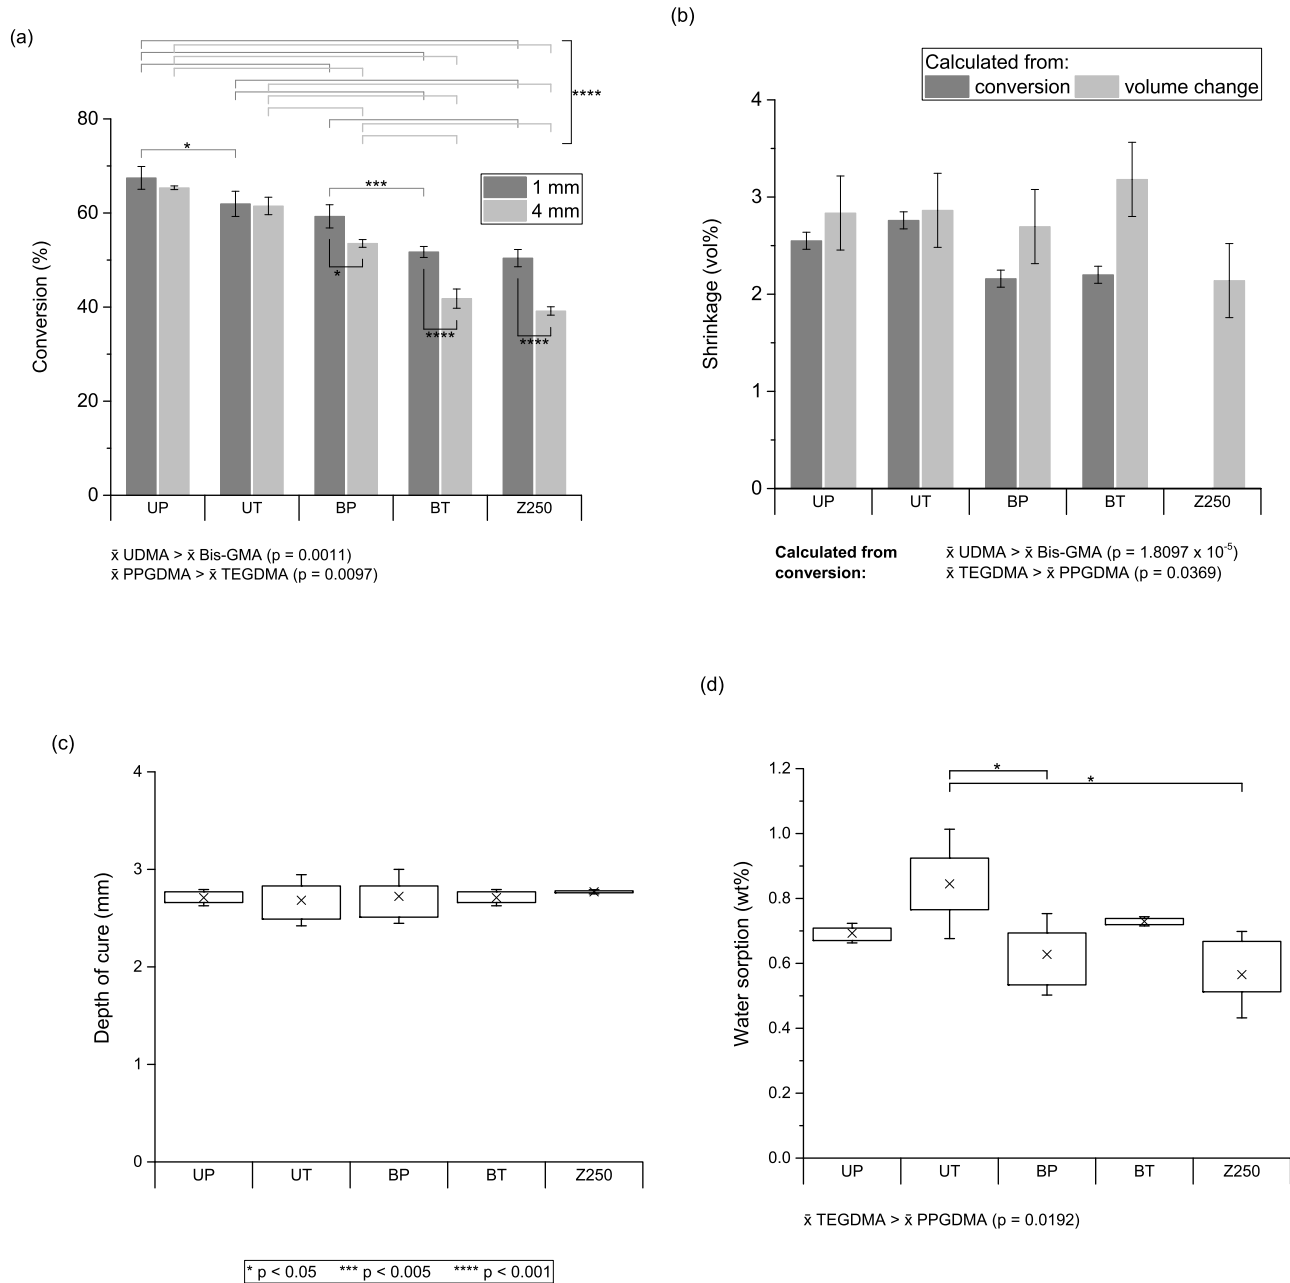 (a)
****
*
***
1 mm
4 mm
*
****
****
80
60
40
20
0
Conversion (%)
UP UT BP BT Z250
x̄ UDMA > x̄ Bis-GMA (p = 0.0011)
x̄ PPGDMA > x̄ TEGDMA (p = 0.0097)
(b)
Calculated from:
conversion volume change
4
3
2
1
0
Shrinkage (vol%)
UP UT BP BT Z250
Calculated from
conversion:
x̄ UDMA > x̄ Bis-GMA (p = 1.8097 x 10⁻⁵)
x̄ TEGDMA > x̄ PPGDMA (p = 0.0369)
(c)
4
3
2
1
0
Depth of cure (mm)
UP UT BP BT Z250
(d)
*
*
1.2
1.0
0.8
0.6
0.4
0.2
0.0
Water sorption (wt%)
UP UT BP BT Z250
x̄ TEGDMA > x̄ PPGDMA (p = 0.0192)
* p < 0.05 *** p < 0.005 **** p < 0.001